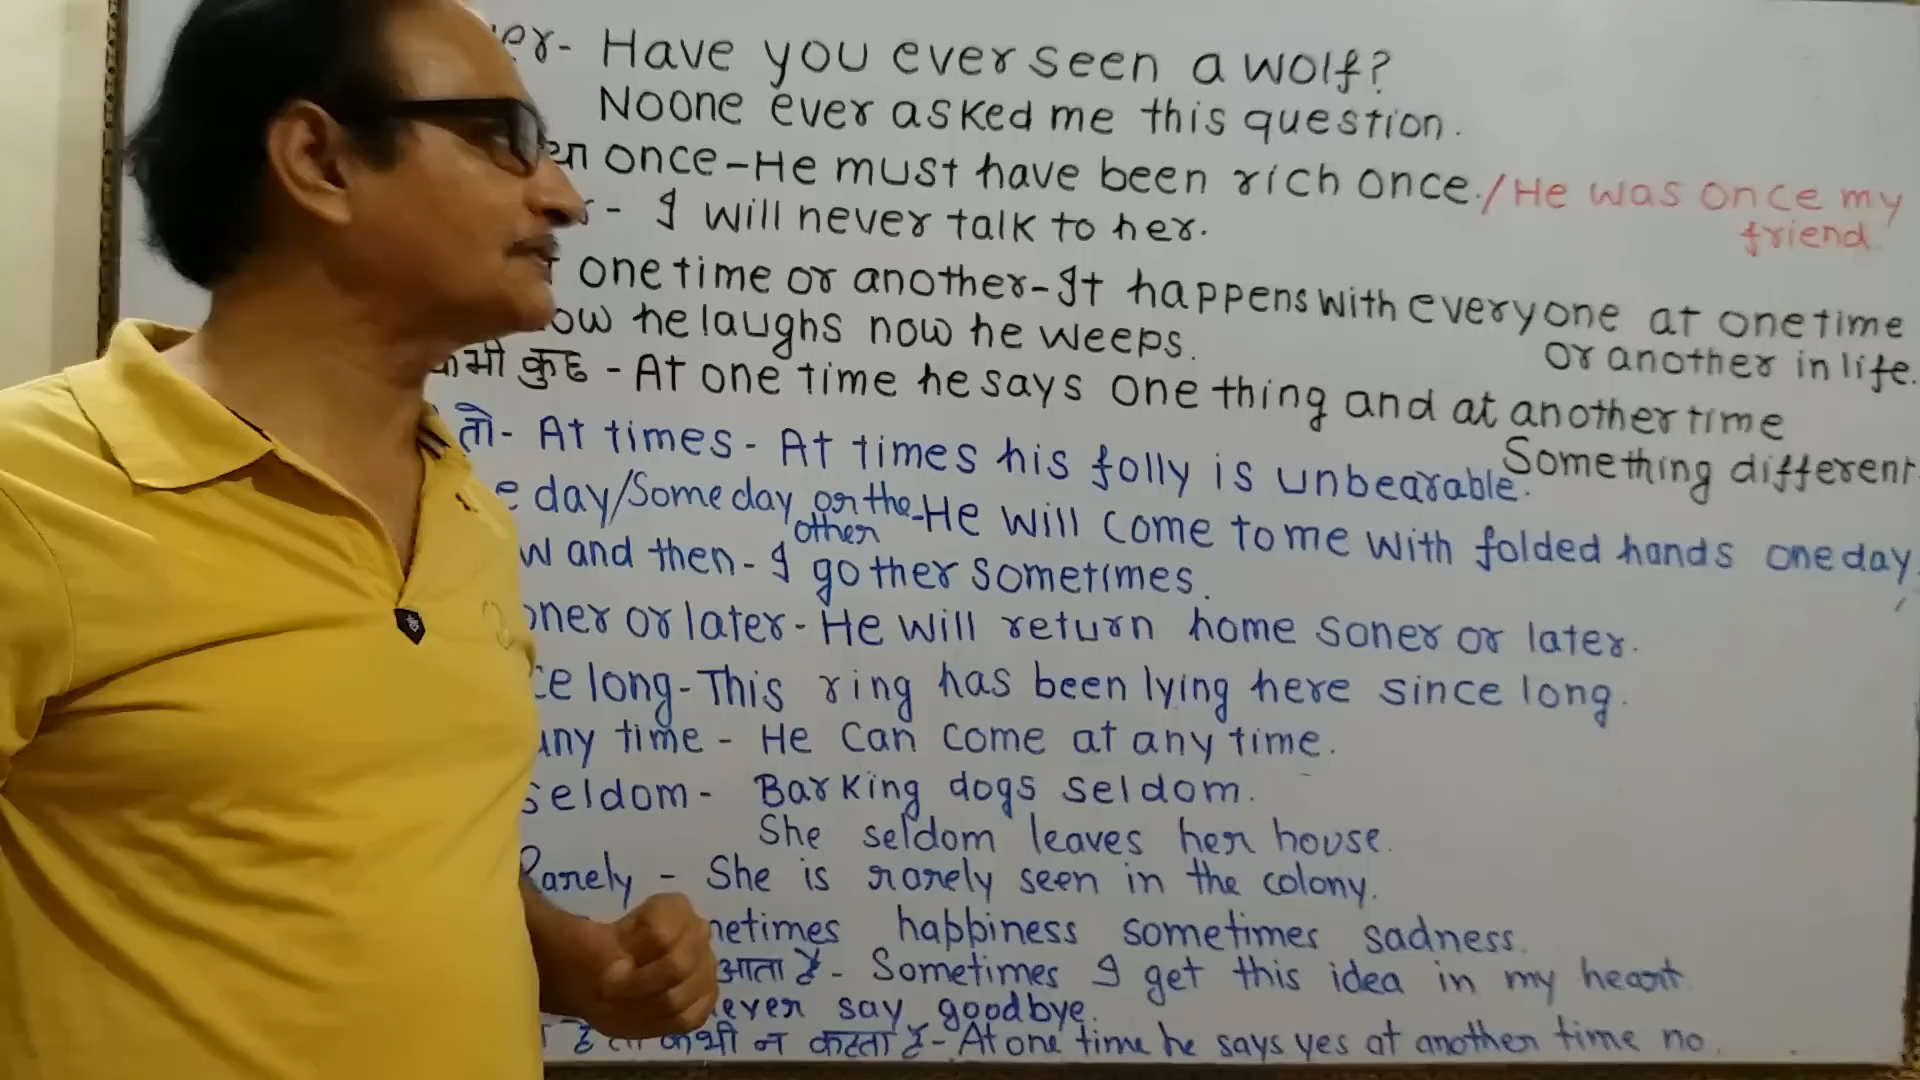 er- Have you ever seen a wolf?
Noone ever asked me this question.
once-He must have been rich once./He was once my
friend.
- I will never talk to her.
one time or another-It happens with everyone at one time
or another in life.
ow he laughs now he weeps.
कभी कुछ - At one time he says one thing and at another time
Something different
तो- At times - At times his folly is unbearable.
e day/Some day or the other-He will come to me with folded hands one day.
w and then- I go ther sometimes.
oner or later- He will return home soner or later.
ce long-This ring has been lying here since long.
any time - He can come at any time.
seldom- Barking dogs seldom.
She seldom leaves her house.
Rarely - She is rarely seen in the colony.
metimes happiness sometimes sadness.
आता है- Sometimes I get this idea in my heart
ever say goodbye.
है तो कभी न कहता है- At one time he says yes at another time no.